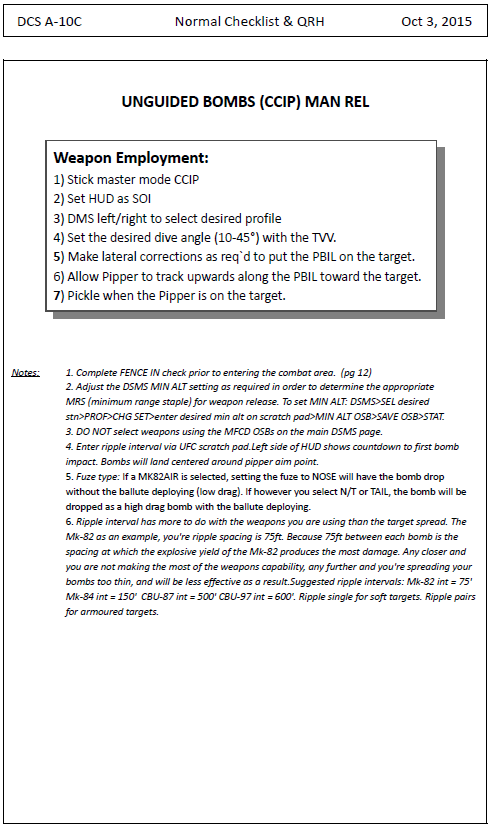 DCS A-10C Normal Checklist & QRH Oct 3, 2015
UNGUIDED BOMBS (CCIP) MAN REL
Weapon Employment:
1) Stick master mode CCIP
2) Set HUD as SOI
3) DMS left/right to select desired profile
4) Set the desired dive angle (10-45°) with the TVV.
5) Make lateral corrections as req`d to put the PBIL on the target.
6) Allow Pipper to track upwards along the PBIL toward the target.
7) Pickle when the Pipper is on the target.
Notes: 1. Complete FENCE IN check prior to entering the combat area. (pg 12)
2. Adjust the DSMS MIN ALT setting as required in order to determine the appropriate
MRS (minimum range staple) for weapon release. To set MIN ALT: DSMS>SEL desired
stn>PROF>CHG SET>enter desired min alt on scratch pad>MIN ALT OSB>SAVE OSB>STAT.
3. DO NOT select weapons using the MFCD OSBs on the main DSMS page.
4. Enter ripple interval via UFC scratch pad.Left side of HUD shows countdown to first bomb
impact. Bombs will land centered around pipper aim point.
5. Fuze type: If a MK82AIR is selected, setting the fuze to NOSE will have the bomb drop
without the ballute deploying (low drag). If however you select N/T or TAIL, the bomb will be
dropped as a high drag bomb with the ballute deploying.
6. Ripple interval has more to do with the weapons you are using than the target spread. The
Mk-82 as an example, you're ripple spacing is 75ft. Because 75ft between each bomb is the
spacing at which the explosive yield of the Mk-82 produces the most damage. Any closer and
you are not making the most of the weapons capability, any further and you're spreading your
bombs too thin, and will be less effective as a result.Suggested ripple intervals: Mk-82 int = 75'
Mk-84 int = 150' CBU-87 int = 500' CBU-97 int = 600'. Ripple single for soft targets. Ripple pairs
for armoured targets.